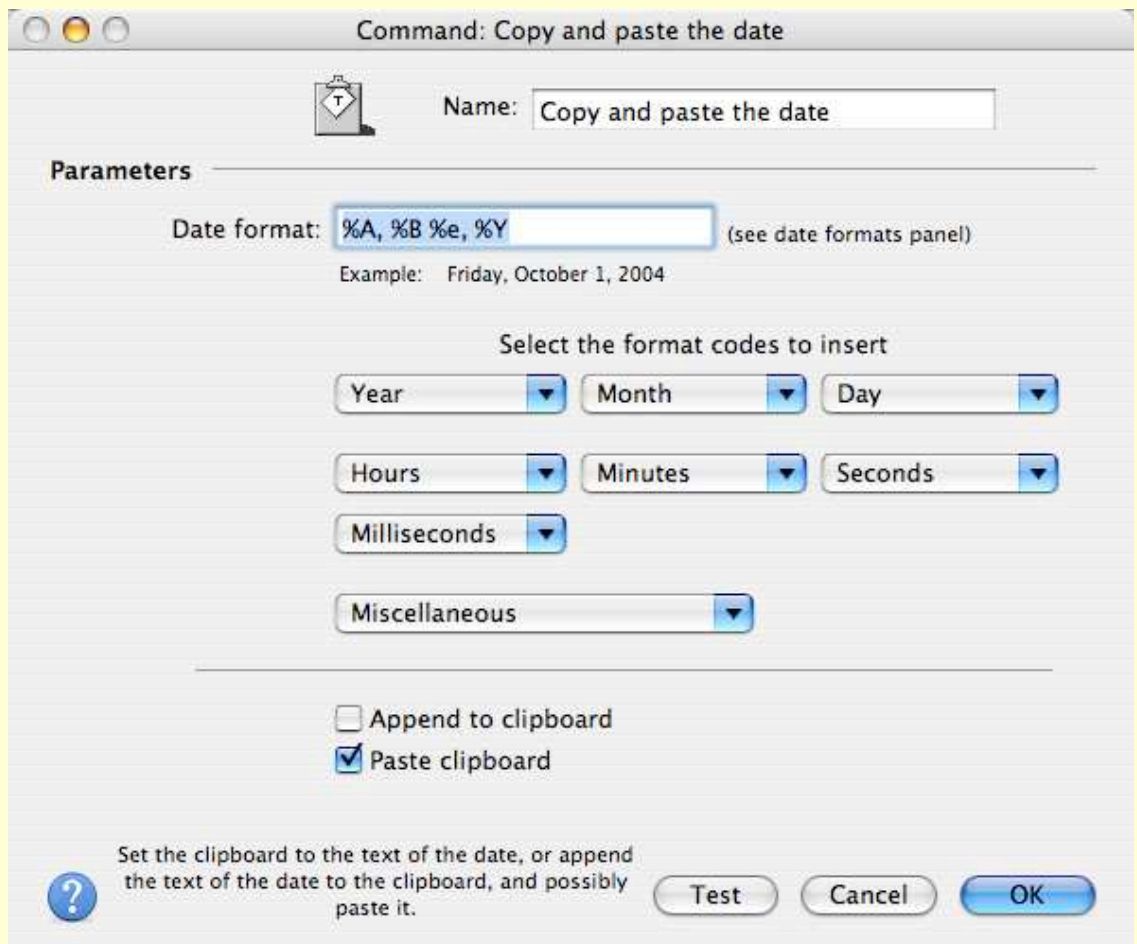 Command: Copy and paste the date
T
Name: Copy and paste the date
Parameters
Date format: %A, %B %e, %Y (see date formats panel)
Example: Friday, October 1, 2004
Select the format codes to insert
Year Month Day
Hours Minutes Seconds
Milliseconds
Miscellaneous
Append to clipboard
Paste clipboard
Set the clipboard to the text of the date, or append
the text of the date to the clipboard, and possibly
paste it.
? Test Cancel OK